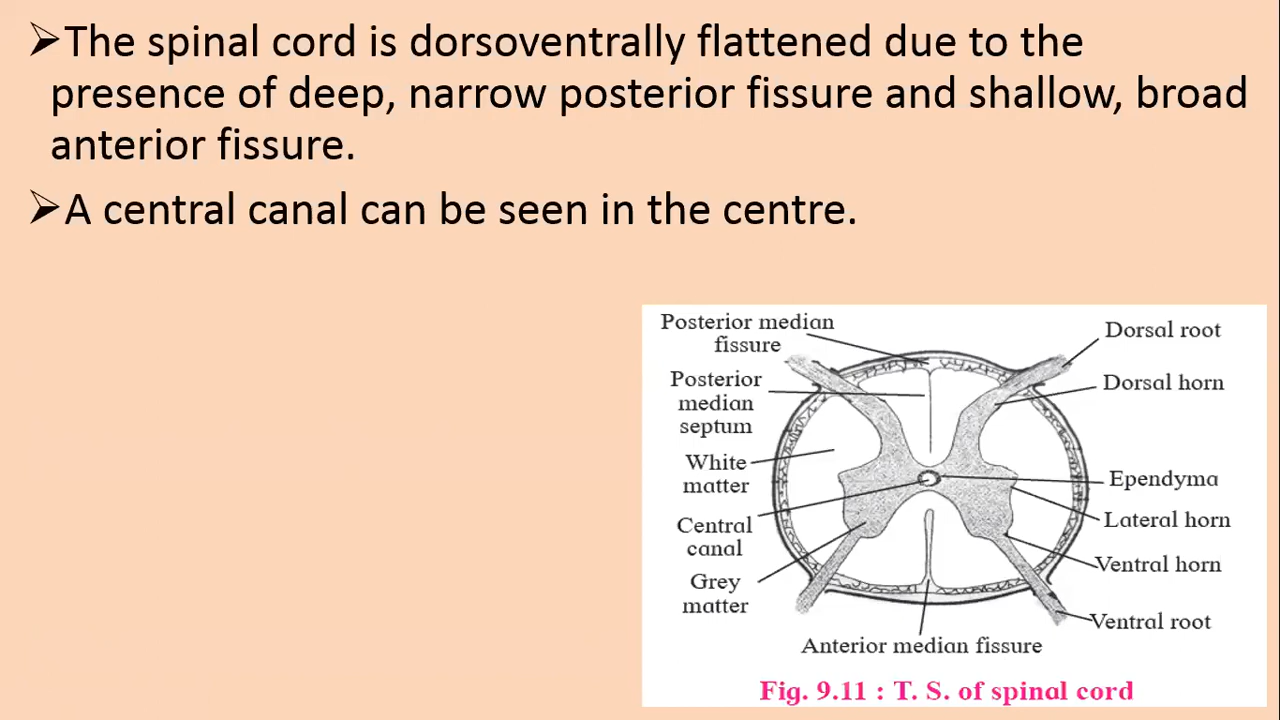 ➢The spinal cord is dorsoventrally flattened due to the
presence of deep, narrow posterior fissure and shallow, broad
anterior fissure.
➢A central canal can be seen in the centre.
Posterior median
fissure
Posterior
median
septum
White
matter
Central
canal
Grey
matter
Dorsal root
Dorsal horn
Ependyma
Lateral horn
Ventral horn
Ventral root
Anterior median fissure
Fig. 9.11 : T. S. of spinal cord